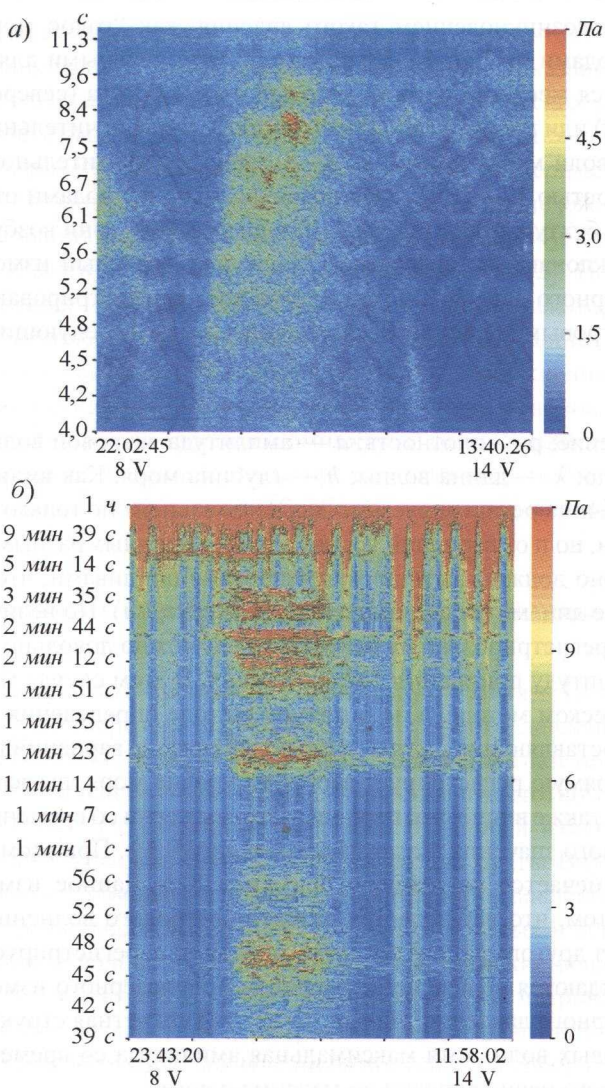 а)
с
11,3
9,6
8,4
7,5
6,7
6,1
5,6
5,2
4,8
4,5
4,2
4,0
Па
4,5
3,0
1,5
0
22:02:45
8 V
13:40:26
14 V
б)
1
9 мин 39 с
5 мин 14 с
3 мин 35 с
2 мин 44 с
2 мин 12 с
1 мин 51 с
1 мин 35 с
1 мин 23 с
1 мин 14 с
1 мин 7 с
1 мин 1 с
56 с
52 с
48 с
45 с
42 с
39 с
Па
9
6
3
0
23:43:20
8 V
11:58:02
14 V